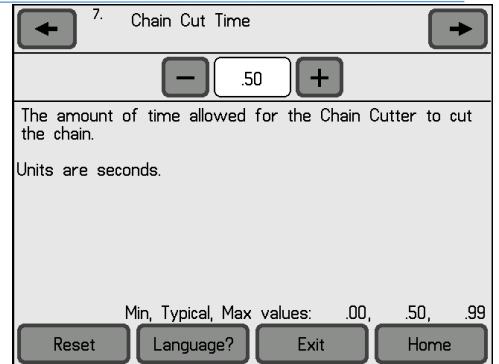 7. Chain Cut Time
− .50 +
The amount of time allowed for the Chain Cutter to cut
the chain.
Units are seconds.
Min, Typical, Max values: .00, .50, .99
Reset Language? Exit Home